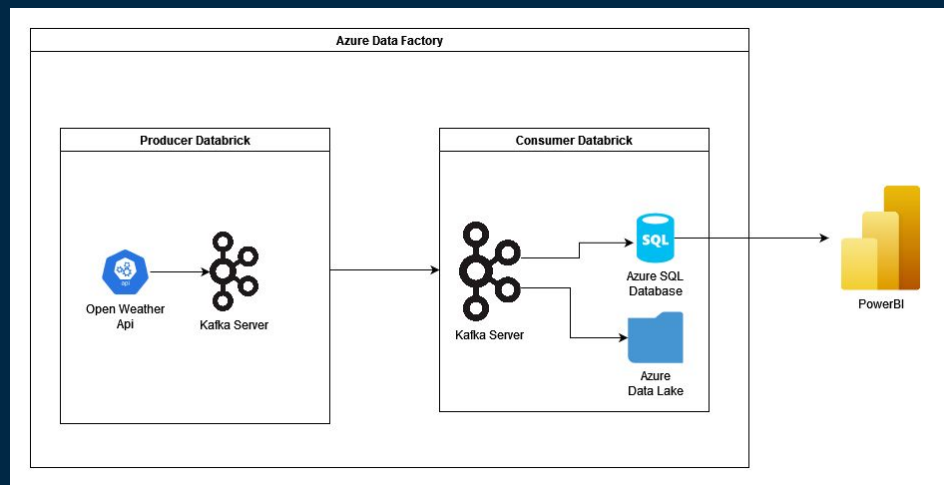 Azure Data Factory
Producer Databrick
Consumer Databrick
api
Open Weather
Api
Kafka Server
Kafka Server
SQL
Azure SQL
Database
Azure
Data Lake
PowerBI